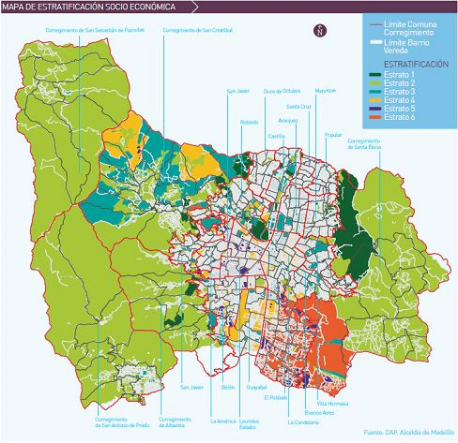 MAPA DE ESTRATIFICACIÓN SOCIO ECONÓMICA
Límite Comuna
Corregimiento
Límite Barrio
Vereda
ESTRATIFICACIÓN
Estrato 1
Estrato 2
Estrato 3
Estrato 4
Estrato 5
Estrato 6
Corregimiento de San Sebastián de Palmitas
Corregimiento de San Cristóbal
N
San Javier
Doce de Octubre
Manrique
Santa Cruz
Robledo
Aranjuez
Castilla
Popular
Corregimiento
de Santa Elena
San Javier
Belén
Guayabal
El Poblado
Villa Hermosa
Buenos Aires
Corregimiento
de San Antonio de Prado
Corregimiento
de Altavista
La América
Laureles
Estadio
La Candelaria
Fuente: DAP. Alcaldía de Medellín